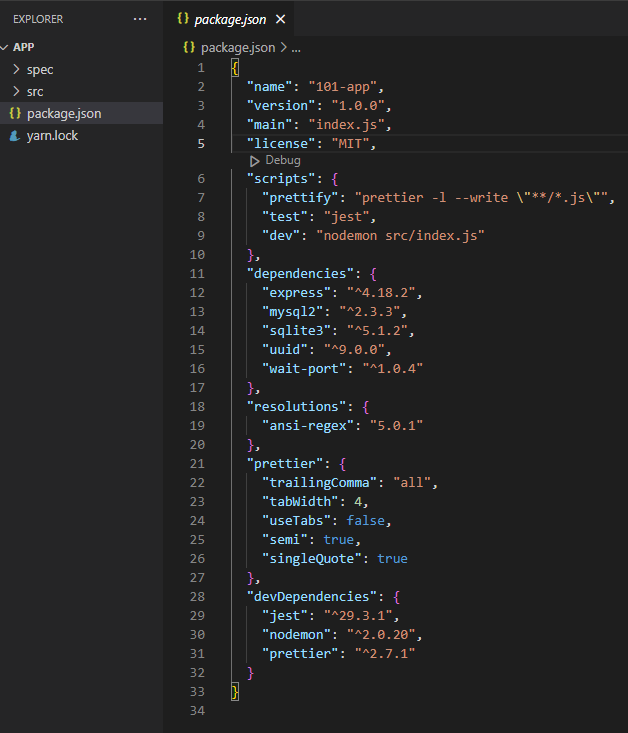 EXPLORER
APP
spec
src
package.json
yarn.lock
package.json
package.json > ...
1 {
2   "name": "101-app",
3   "version": "1.0.0",
4   "main": "index.js",
5   "license": "MIT",
Debug
6   "scripts": {
7     "prettify": "prettier -l --write \"**/*.js\"",
8     "test": "jest",
9     "dev": "nodemon src/index.js"
10   },
11   "dependencies": {
12     "express": "^4.18.2",
13     "mysql2": "^2.3.3",
14     "sqlite3": "^5.1.2",
15     "uuid": "^9.0.0",
16     "wait-port": "^1.0.4"
17   },
18   "resolutions": {
19     "ansi-regex": "5.0.1"
20   },
21   "prettier": {
22     "trailingComma": "all",
23     "tabWidth": 4,
24     "useTabs": false,
25     "semi": true,
26     "singleQuote": true
27   },
28   "devDependencies": {
29     "jest": "^29.3.1",
30     "nodemon": "^2.0.20",
31     "prettier": "^2.7.1"
32   }
33 }
34